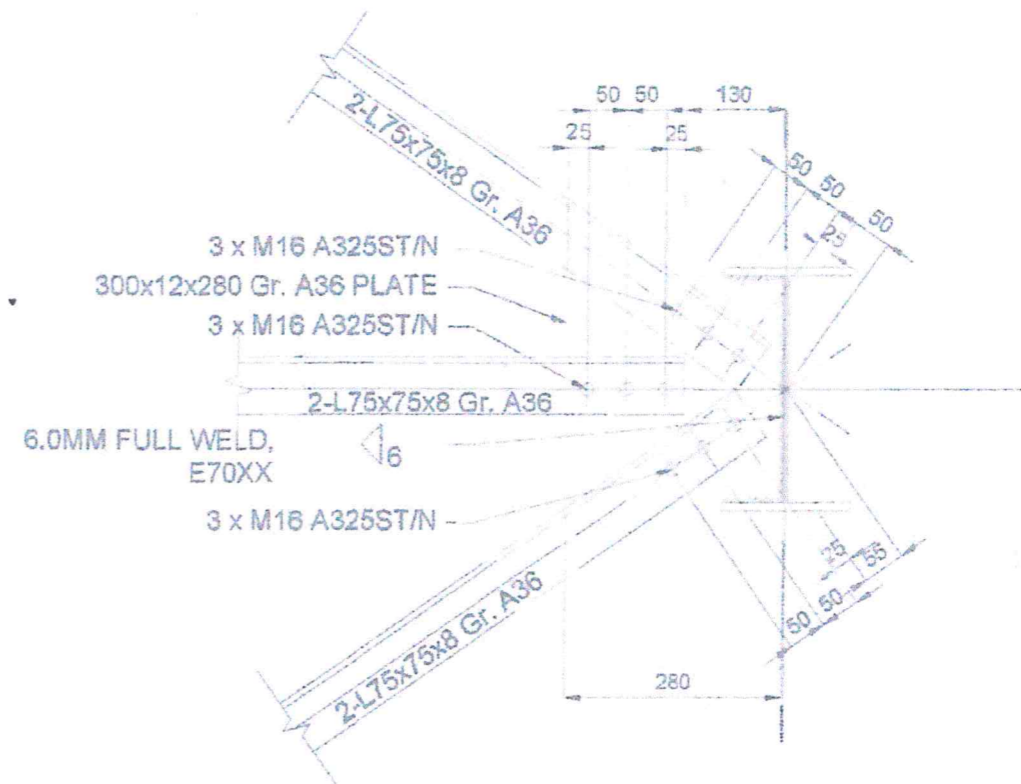 50 50 130
25 25
2-L75x75x8 Gr. A36
50 50 50
25
3 x M16 A325ST/N
300x12x280 Gr. A36 PLATE
3 x M16 A325ST/N
2-L75x75x8 Gr. A36
6.0MM FULL WELD,
E70XX
6
3 x M16 A325ST/N
2-L75x75x8 Gr. A36
25 55
50 50
280